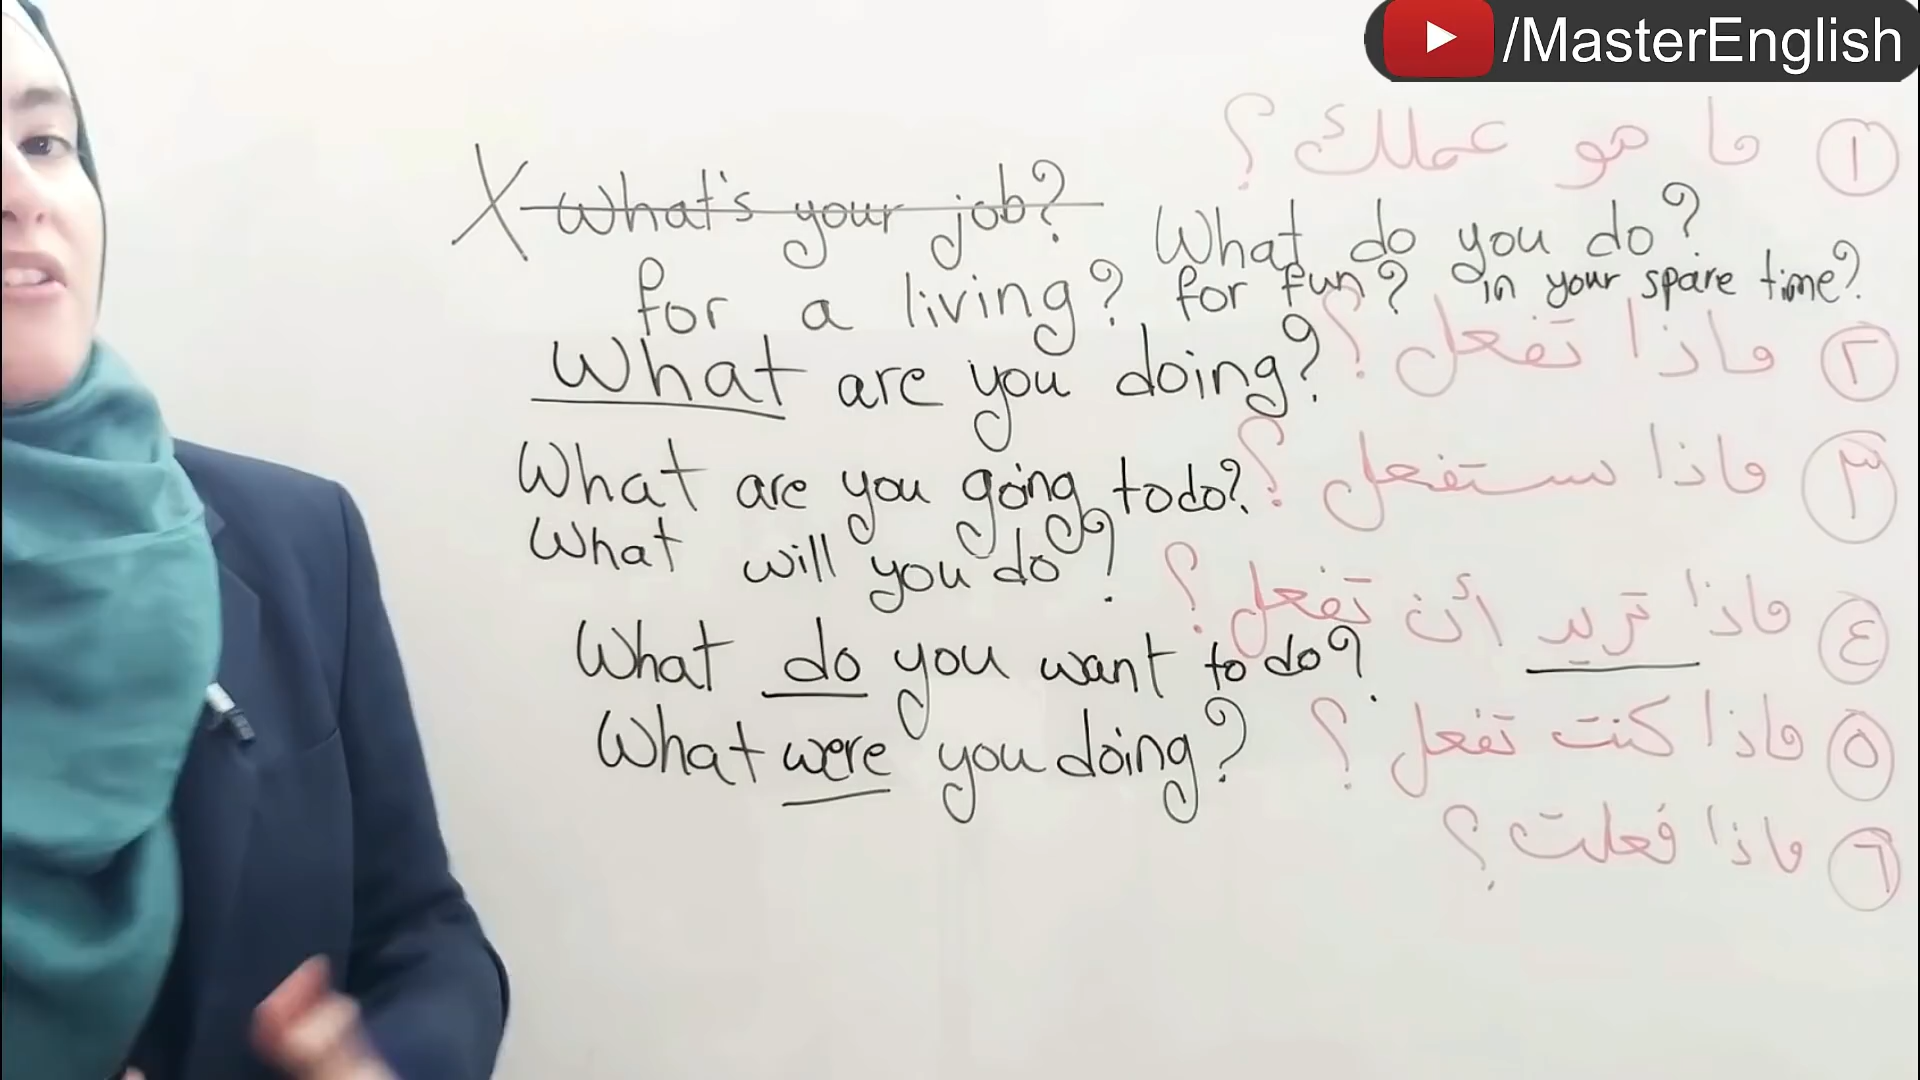 /MasterEnglish
١ ما هو عملك؟
X What's your job? What do you do?
for a living? for fun? in your spare time?
٢ ماذا تفعل؟
What are you doing?
٣ ماذا ستفعل؟
What are you going to do?
What will you do?
٤ ماذا تريد أن تفعل؟
What do you want to do?
٥ ماذا كنت تفعل؟
What were you doing?
٦ ماذا فعلت؟